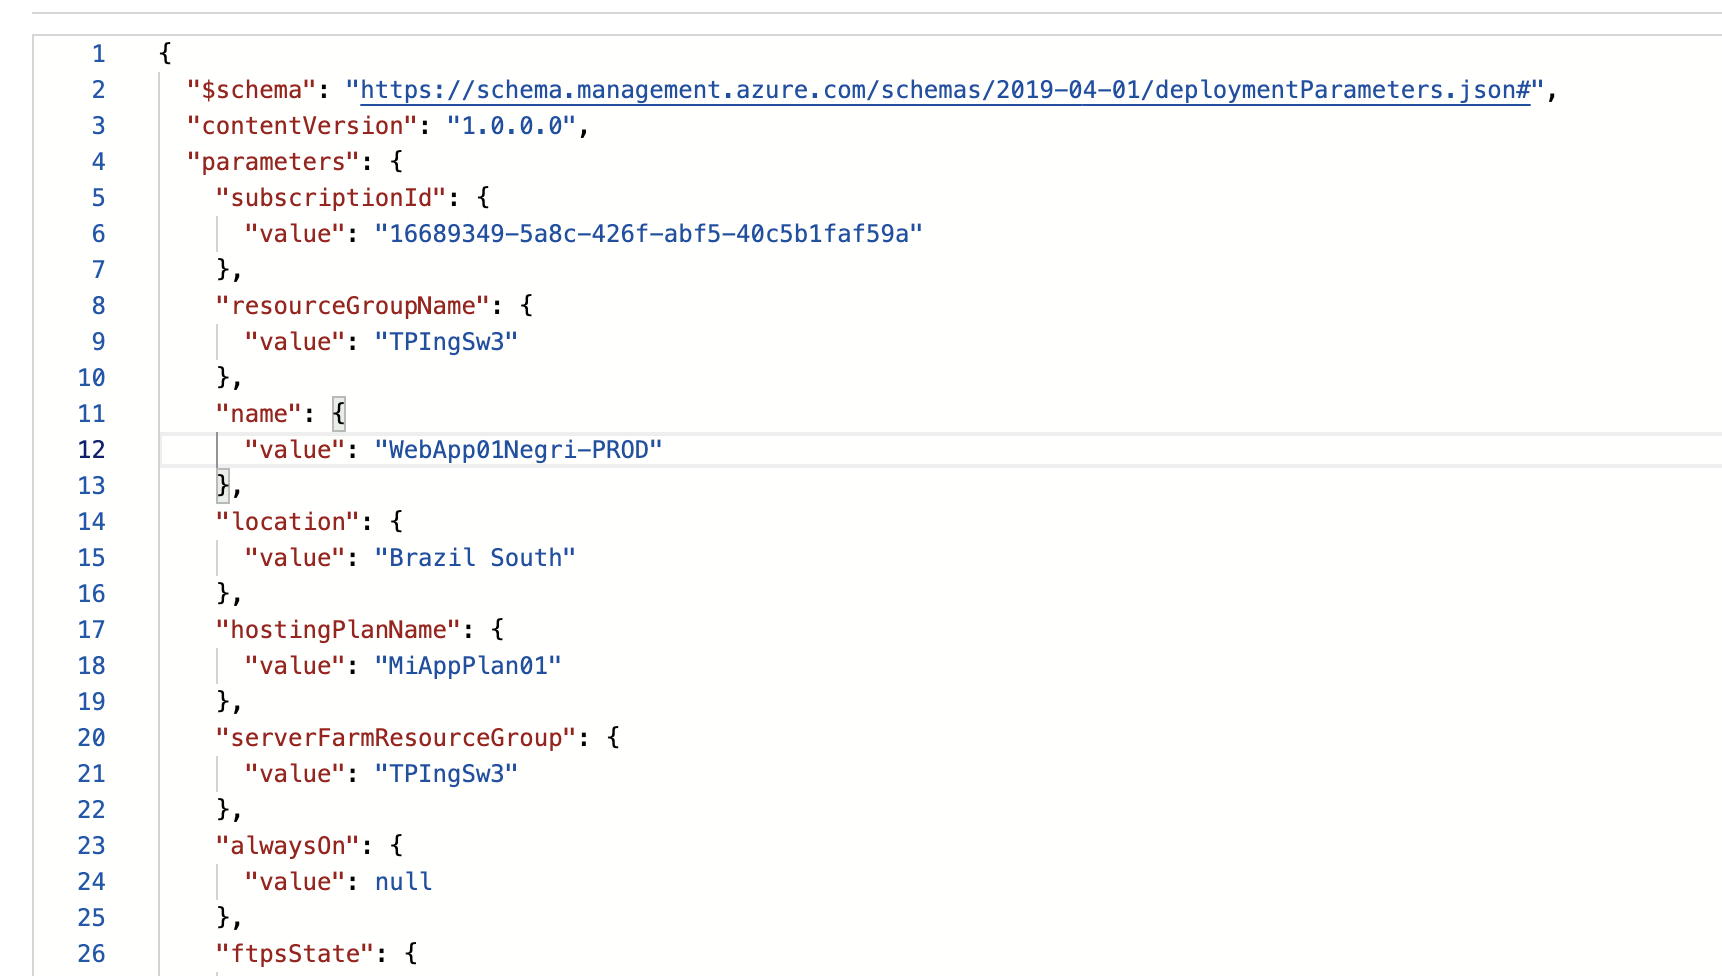 1 {
2 "$schema": "https://schema.management.azure.com/schemas/2019-04-01/deploymentParameters.json#",
3 "contentVersion": "1.0.0.0",
4 "parameters": {
5 "subscriptionId": {
6 "value": "16689349-5a8c-426f-abf5-40c5b1faf59a"
7 },
8 "resourceGroupName": {
9 "value": "TPIngSw3"
10 },
11 "name": {
12 "value": "WebApp01Negri-PROD"
13 },
14 "location": {
15 "value": "Brazil South"
16 },
17 "hostingPlanName": {
18 "value": "MiAppPlan01"
19 },
20 "serverFarmResourceGroup": {
21 "value": "TPIngSw3"
22 },
23 "alwaysOn": {
24 "value": null
25 },
26 "ftpsState": {